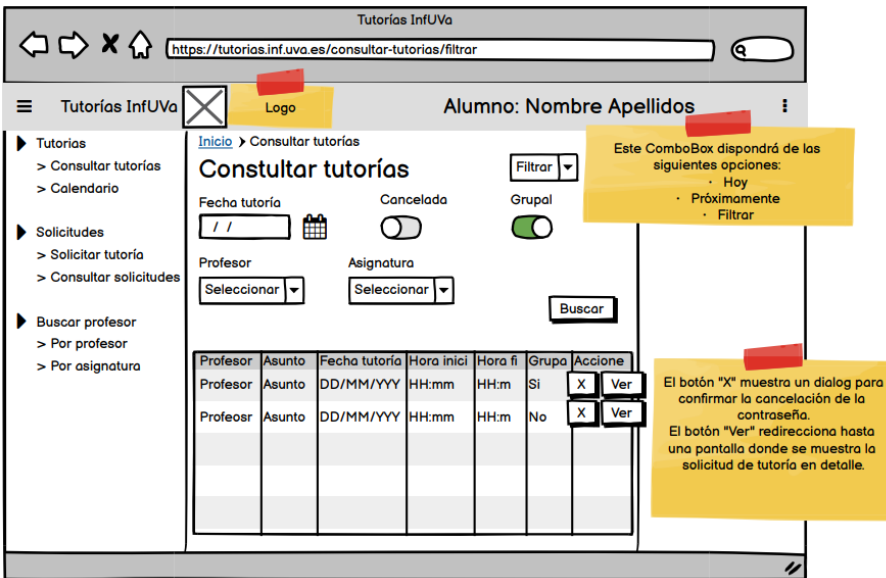 Tutorías InfUVa
https://tutorias.inf.uva.es/consultar-tutorias/filtrar
Tutorías InfUVa
Logo
Alumno: Nombre Apellidos
Tutorias
> Consultar tutorías
> Calendario
Solicitudes
> Solicitar tutoría
> Consultar solicitudes
Buscar profesor
> Por profesor
> Por asignatura
Inicio > Consultar tutorías
Constultar tutorías
Filtrar
Fecha tutoría
Cancelada
Grupal
/ /
Profesor
Asignatura
Seleccionar
Seleccionar
Buscar
Profesor Asunto Fecha tutoría Hora inici Hora fi Grupa Accione
Profesor Asunto DD/MM/YYY HH:mm HH:m Si X Ver
Profeosr Asunto DD/MM/YYY HH:mm HH:m No X Ver
Este ComboBox dispondrá de las
siguientes opciones:
· Hoy
· Próximamente
· Filtrar
El botón "X" muestra un dialog para
confirmar la cancelación de la
contraseña.
El botón "Ver" redirecciona hasta
una pantalla donde se muestra la
solicitud de tutoría en detalle.